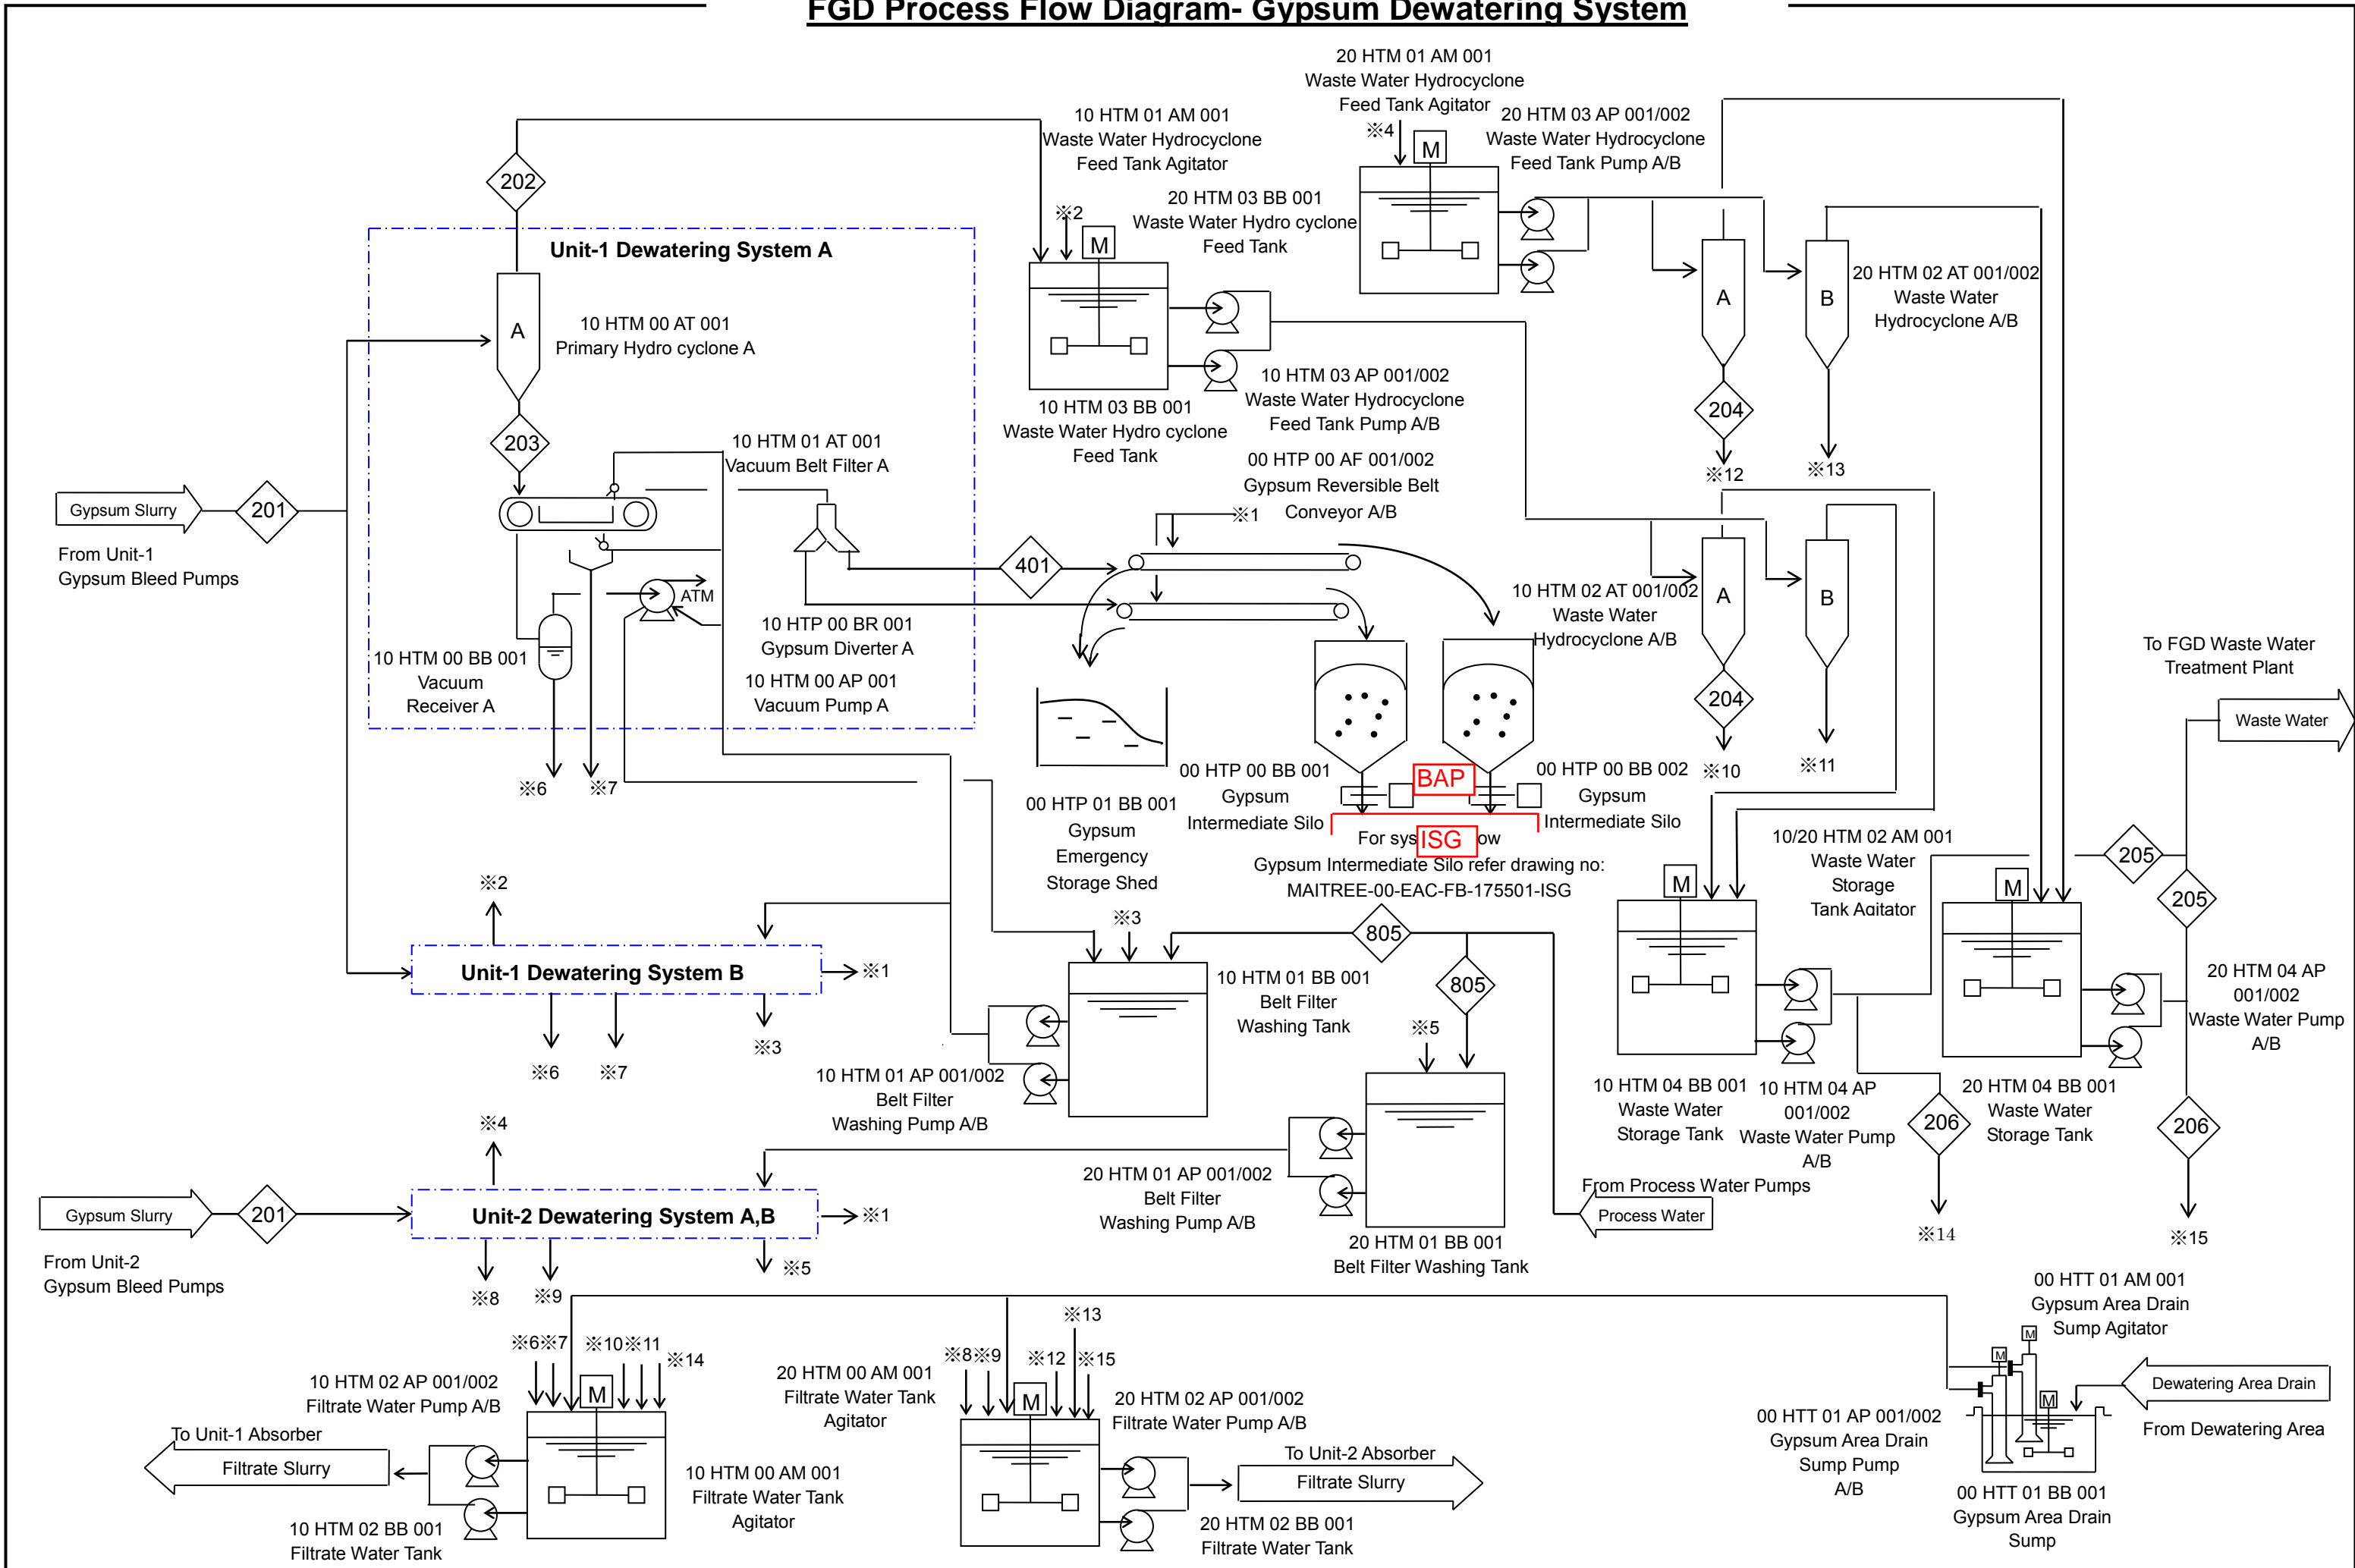 FGD Process Flow Diagram- Gypsum Dewatering System
20 HTM 01 AM 001
Waste Water Hydrocyclone
Feed Tank Agitator
※4
M
20 HTM 03 AP 001/002
Waste Water Hydrocyclone
Feed Tank Pump A/B
10 HTM 01 AM 001
Waste Water Hydrocyclone
Feed Tank Agitator
202
※2
M
20 HTM 03 BB 001
Waste Water Hydro cyclone
Feed Tank
Unit-1 Dewatering System A
A
10 HTM 00 AT 001
Primary Hydro cyclone A
A
B
20 HTM 02 AT 001/002
Waste Water
Hydrocyclone A/B
10 HTM 03 AP 001/002
Waste Water Hydrocyclone
Feed Tank Pump A/B
10 HTM 03 BB 001
Waste Water Hydro cyclone
Feed Tank
204
※12
※13
203
10 HTM 01 AT 001
Vacuum Belt Filter A
00 HTP 00 AF 001/002
Gypsum Reversible Belt
Conveyor A/B
※1
Gypsum Slurry
201
From Unit-1
Gypsum Bleed Pumps
401
ATM
10 HTP 00 BR 001
Gypsum Diverter A
10 HTM 00 BB 001
Vacuum
Receiver A
10 HTM 00 AP 001
Vacuum Pump A
10 HTM 02 AT 001/002
Waste Water
Hydrocyclone A/B
A
B
204
※10
※11
To FGD Waste Water
Treatment Plant
Waste Water
※6
※7
00 HTP 01 BB 001
Gypsum
Emergency
Storage Shed
00 HTP 00 BB 001
Gypsum
Intermediate Silo
BAP
00 HTP 00 BB 002
Gypsum
Intermediate Silo
For sys
ISG
ow
Gypsum Intermediate Silo refer drawing no:
MAITREE-00-EAC-FB-175501-ISG
10/20 HTM 02 AM 001
Waste Water
Storage
Tank Agitator
205
205
M
M
※2
※3
805
805
Unit-1 Dewatering System B
※1
※6
※7
※3
10 HTM 01 BB 001
Belt Filter
Washing Tank
※5
10 HTM 01 AP 001/002
Belt Filter
Washing Pump A/B
20 HTM 04 AP
001/002
Waste Water Pump
A/B
10 HTM 04 BB 001
Waste Water
Storage Tank
10 HTM 04 AP
001/002
Waste Water Pump
A/B
20 HTM 04 BB 001
Waste Water
Storage Tank
206
206
※14
※15
※4
20 HTM 01 AP 001/002
Belt Filter
Washing Pump A/B
From Process Water Pumps
Process Water
Gypsum Slurry
201
Unit-2 Dewatering System A,B
※1
From Unit-2
Gypsum Bleed Pumps
※8
※9
※5
20 HTM 01 BB 001
Belt Filter Washing Tank
00 HTT 01 AM 001
Gypsum Area Drain
Sump Agitator
M
M
M
Dewatering Area Drain
From Dewatering Area
00 HTT 01 AP 001/002
Gypsum Area Drain
Sump Pump
A/B
00 HTT 01 BB 001
Gypsum Area Drain
Sump
※6※7
※10※11
※14
M
10 HTM 02 AP 001/002
Filtrate Water Pump A/B
To Unit-1 Absorber
Filtrate Slurry
10 HTM 02 BB 001
Filtrate Water Tank
10 HTM 00 AM 001
Filtrate Water Tank
Agitator
20 HTM 00 AM 001
Filtrate Water Tank
Agitator
※8※9
※13
※12
※15
M
20 HTM 02 AP 001/002
Filtrate Water Pump A/B
To Unit-2 Absorber
Filtrate Slurry
20 HTM 02 BB 001
Filtrate Water Tank